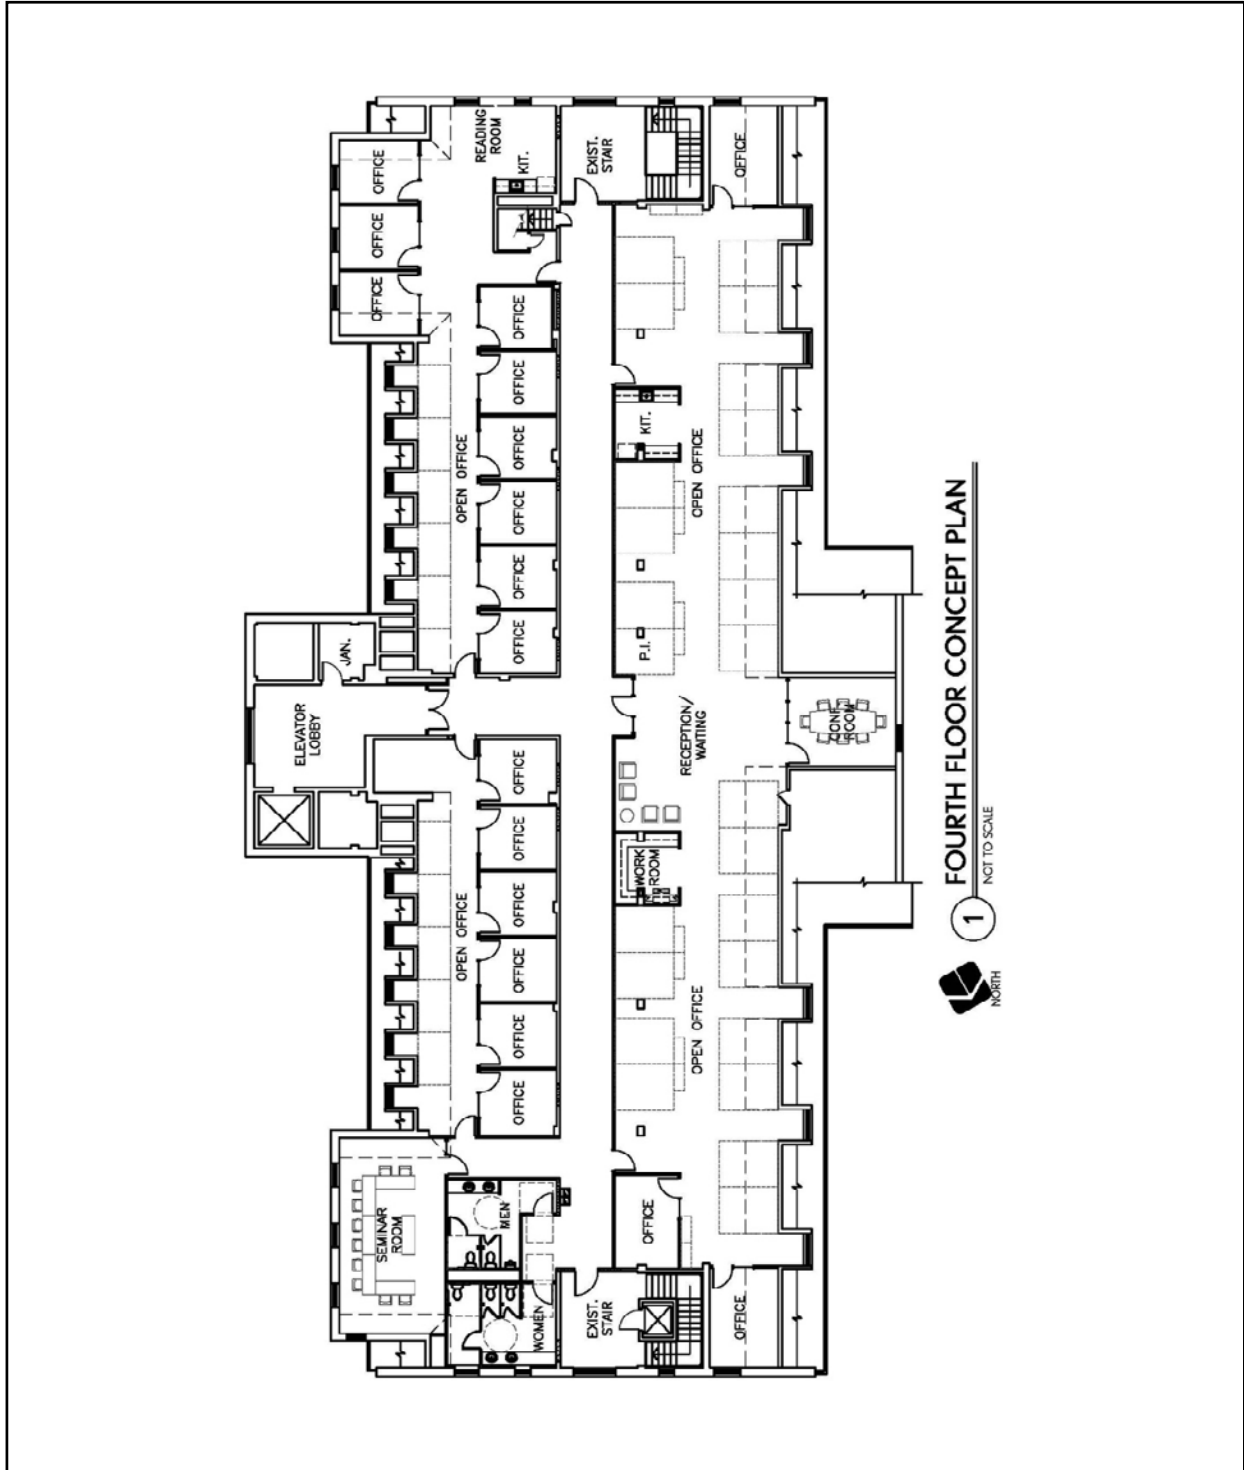 READING
ROOM
KIT.
EXIST.
STAIR
OFFICE
OFFICE
OFFICE
OFFICE
OFFICE
OFFICE
OFFICE
OFFICE
OFFICE
OFFICE
OPEN OFFICE
KIT.
OPEN OFFICE
JAN.
P.I.
ELEVATOR
LOBBY
RECEPTION/
WAITING
CONF.
ROOM
OFFICE
OFFICE
OFFICE
OFFICE
OFFICE
OFFICE
OPEN OFFICE
WORK
ROOM
OPEN OFFICE
SEMINAR
ROOM
MEN
WOMEN
OFFICE
EXIST.
STAIR
OFFICE
1
FOURTH FLOOR CONCEPT PLAN
NOT TO SCALE
NORTH